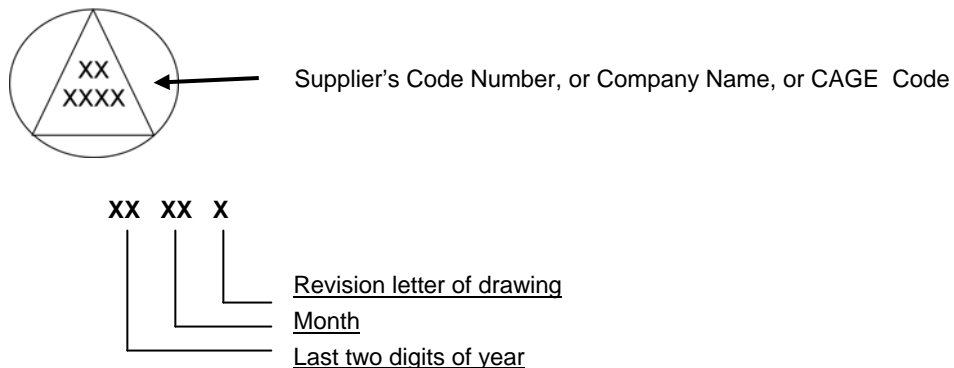 XX
XXXX
Supplier's Code Number, or Company Name, or CAGE Code
XX XX X
Revision letter of drawing
Month
Last two digits of year